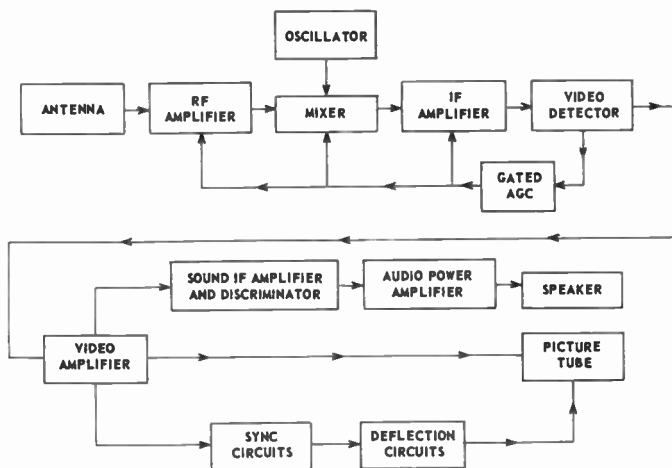 OSCILLATOR
ANTENNA
RF
AMPLIFIER
MIXER
IF
AMPLIFIER
VIDEO
DETECTOR
GATED
AGC
SOUND IF AMPLIFIER
AND DISCRIMINATOR
AUDIO POWER
AMPLIFIER
SPEAKER
VIDEO
AMPLIFIER
PICTURE
TUBE
SYNC
CIRCUITS
DEFLECTION
CIRCUITS